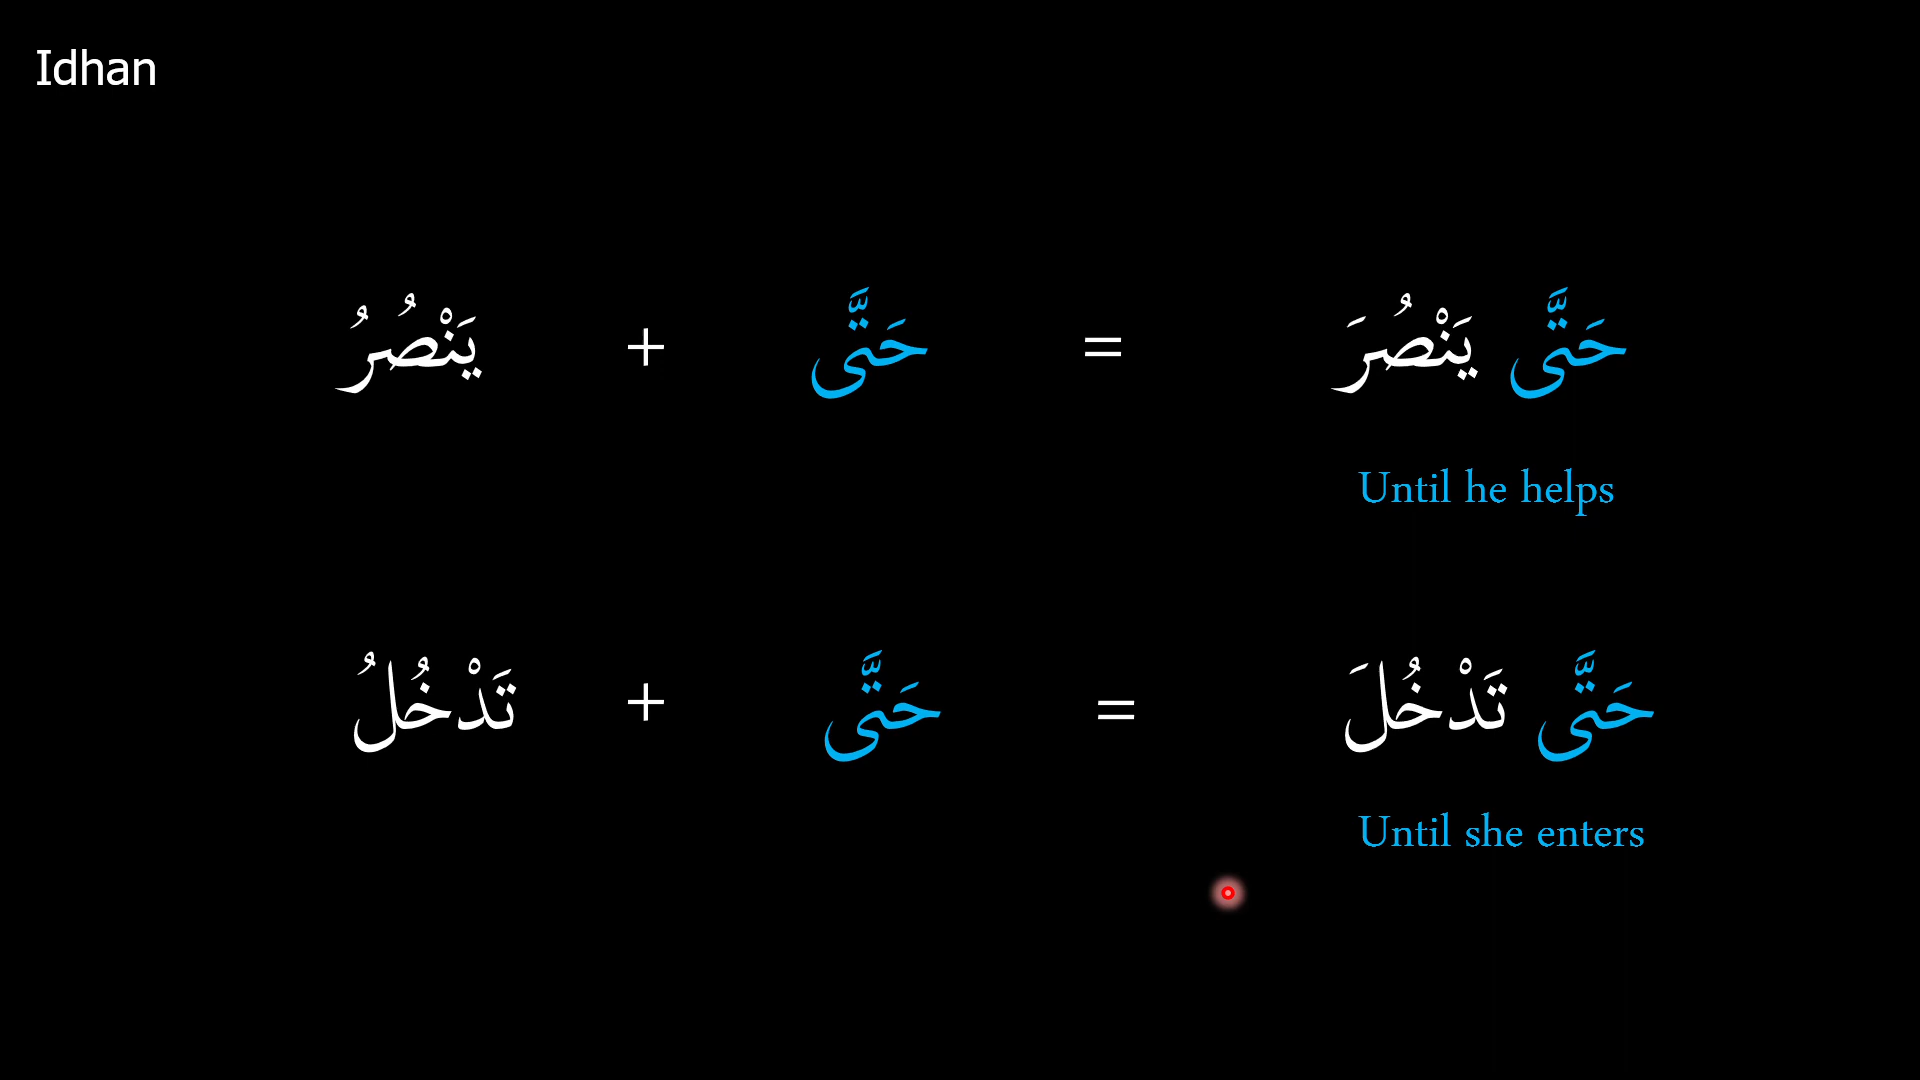 Idhan
يَنْصُرُ + حَتَّى = حَتَّى يَنْصُرَ
Until he helps
تَدْخُلُ + حَتَّى = حَتَّى تَدْخُلَ
Until she enters